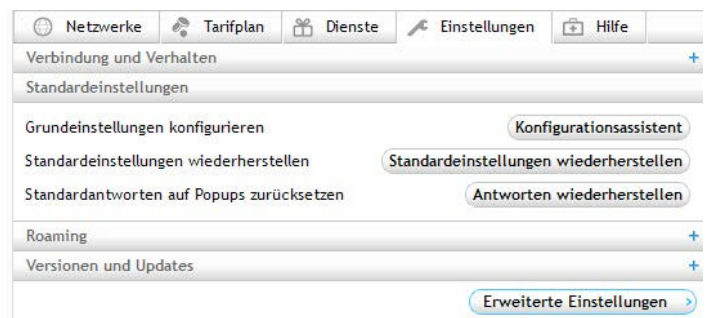 Netzwerke Tarifplan Dienste Einstellungen Hilfe
Verbindung und Verhalten +
Standardeinstellungen
Grundeinstellungen konfigurieren Konfigurationsassistent
Standardeinstellungen wiederherstellen Standardeinstellungen wiederherstellen
Standardantworten auf Popups zurücksetzen Antworten wiederherstellen
Roaming +
Versionen und Updates +
Erweiterte Einstellungen >